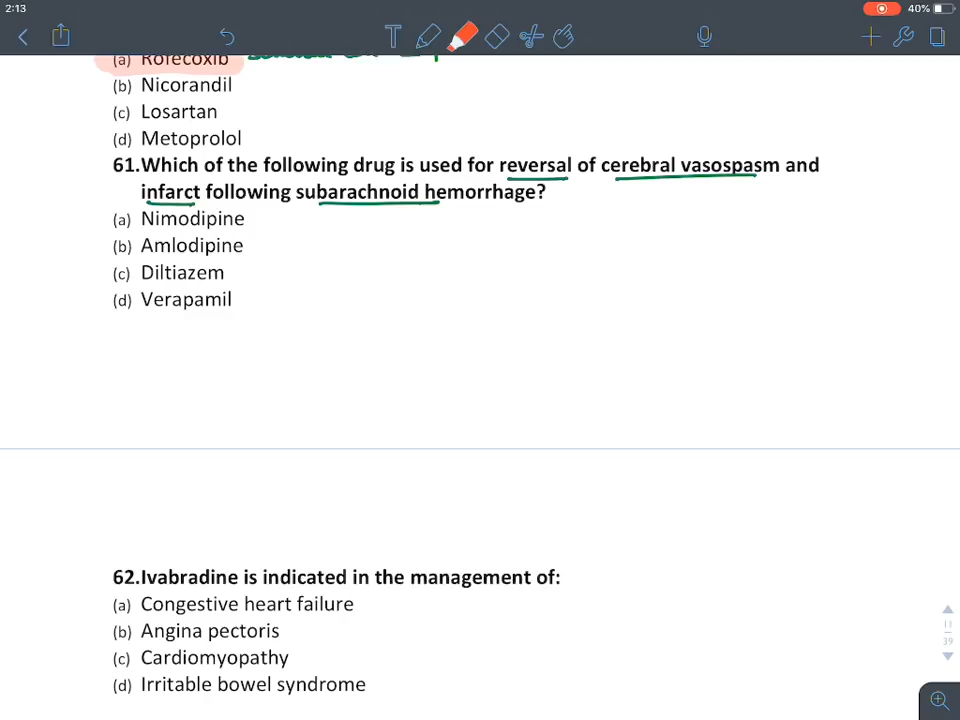 2:13
40%
T
(a) Rofecoxib
(b) Nicorandil
(c) Losartan
(d) Metoprolol
61.Which of the following drug is used for reversal of cerebral vasospasm and
infarct following subarachnoid hemorrhage?
(a) Nimodipine
(b) Amlodipine
(c) Diltiazem
(d) Verapamil
62.Ivabradine is indicated in the management of:
(a) Congestive heart failure
(b) Angina pectoris
(c) Cardiomyopathy
(d) Irritable bowel syndrome
11
39